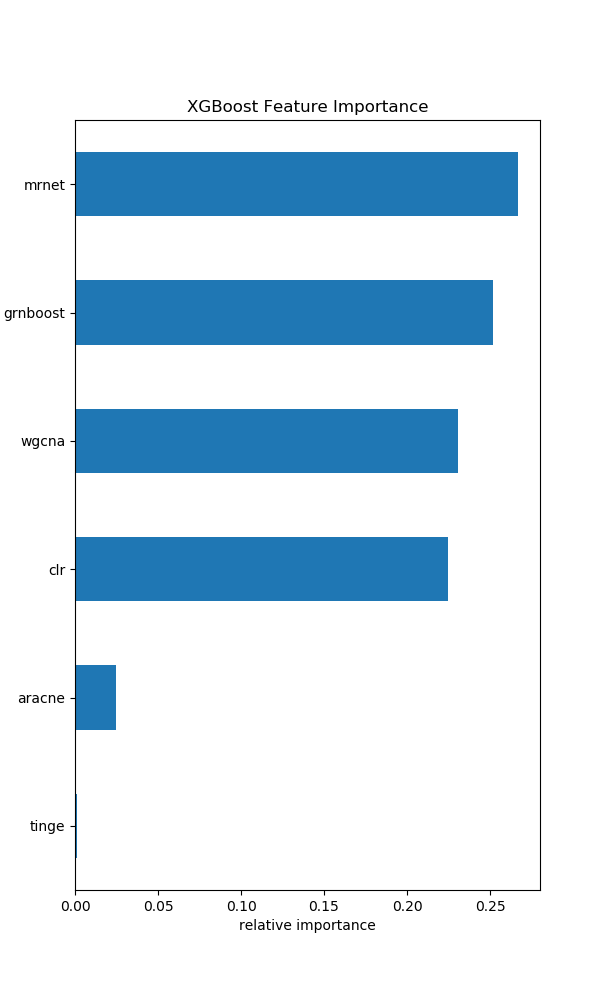 XGBoost Feature Importance
mrnet
grnboost
wgcna
clr
aracne
tinge
0.00 0.05 0.10 0.15 0.20 0.25
relative importance